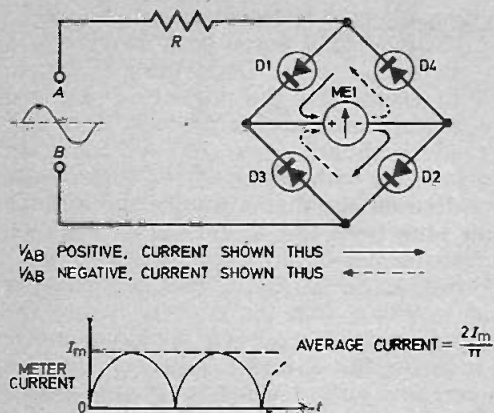 R
D1
D4
A
ME1
+ -
B
D3
D2
VAB POSITIVE, CURRENT SHOWN THUS
VAB NEGATIVE, CURRENT SHOWN THUS
Im
METER
CURRENT
AVERAGE CURRENT = 2Im/π
0
t